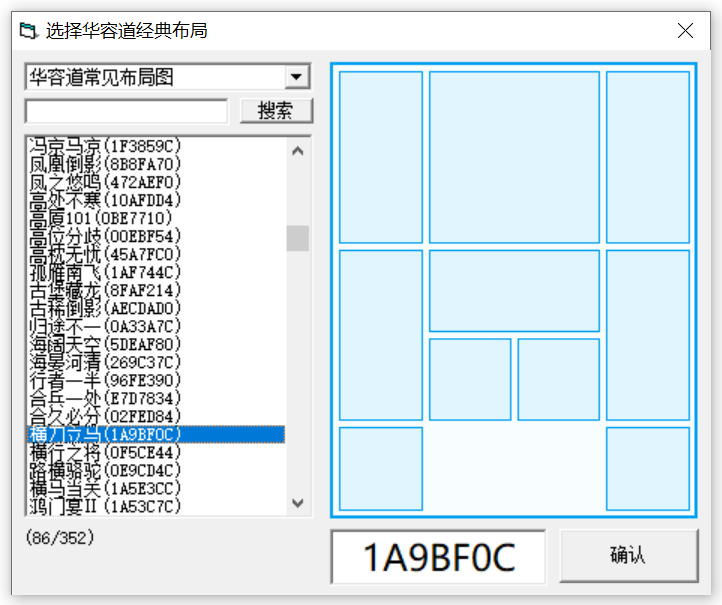 选择华容道经典布局
华容道常见布局图
搜索
冯京马凉(1F3859C)
凤凰倒影(8B8FA70)
凤之悠鸣(472AEF0)
高处不寒(10AFDD4)
高厦101(0BE7710)
高位分歧(00EBF54)
高枕无忧(45A7FC0)
孤雁南飞(1AF744C)
古堡藏龙(8FAF214)
古稀倒影(AECDAD0)
归途不一(0A33A7C)
海阔天空(5DEAF80)
海晏河清(269C37C)
行者一半(96FE390)
合兵一处(E7D7834)
合久必分(02FED84)
横刀立马(1A9BF0C)
横行之将(0F5CE44)
路横骆驼(0E9CD4C)
横马当关(1A5E3CC)
鸿门宴II(1A53C7C)
(86/352)
1A9BF0C
确认